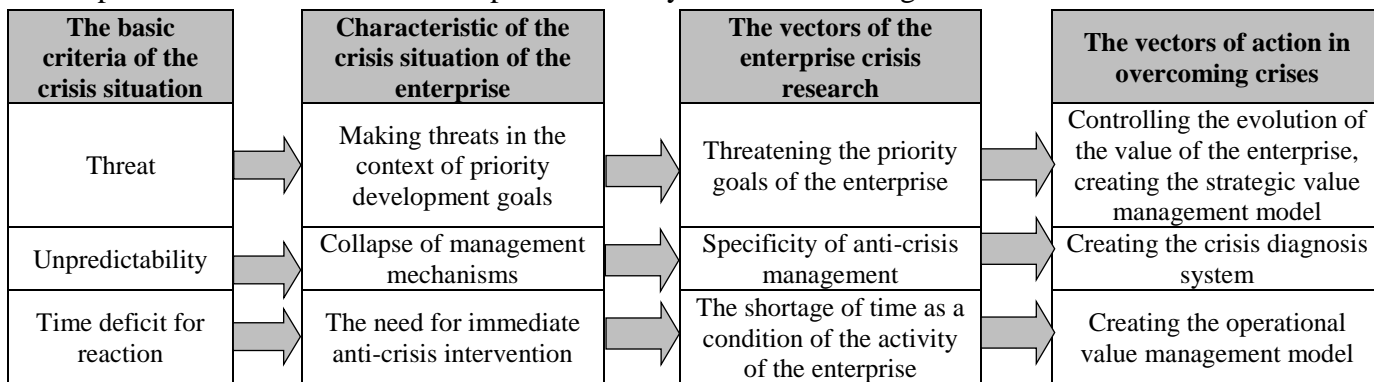 The basic
criteria of the
crisis situation
Characteristic of the
crisis situation of the
enterprise
The vectors of the
enterprise crisis
research
The vectors of action in
overcoming crises
Threat
Making threats in the
context of priority
development goals
Threatening the priority
goals of the enterprise
Controlling the evolution of
the value of the enterprise,
creating the strategic value
management model
Unpredictability
Collapse of management
mechanisms
Specificity of anti-crisis
management
Creating the crisis diagnosis
system
Time deficit for
reaction
The need for immediate
anti-crisis intervention
The shortage of time as a
condition of the activity
of the enterprise
Creating the operational
value management model